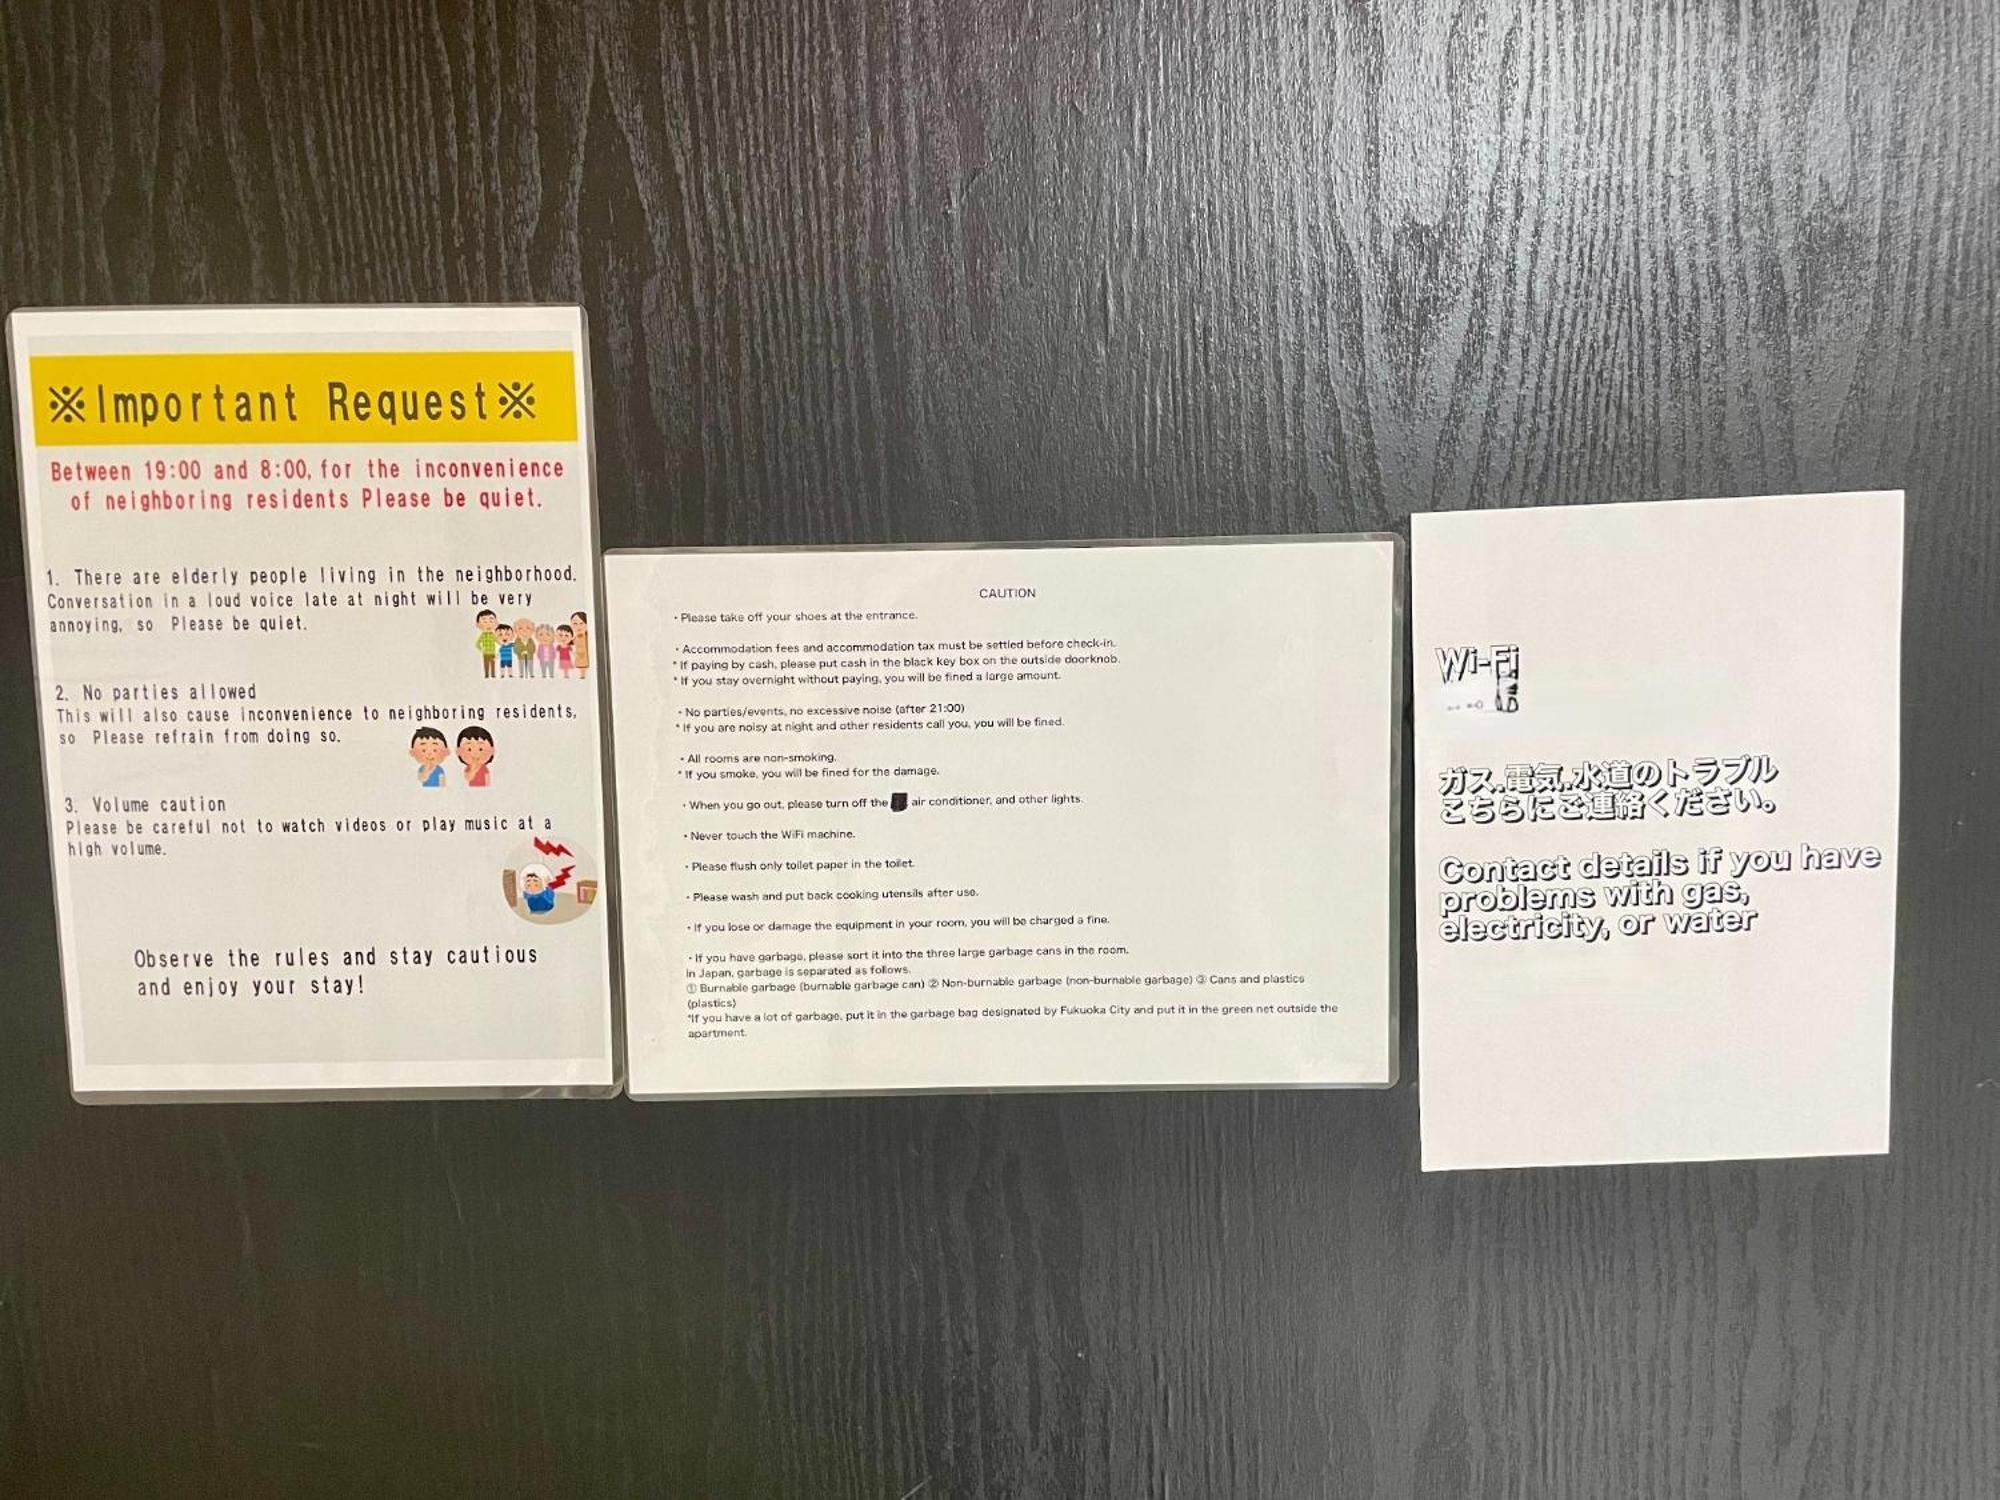 ※Important Request※
Between 19:00 and 8:00, for the inconvenience
of neighboring residents Please be quiet.
1. There are elderly people living in the neighborhood.
Conversation in a loud voice late at night will be very
annoying, so Please be quiet.
2. No parties allowed
This will also cause inconvenience to neighboring residents,
so Please refrain from doing so.
3. Volume caution
Please be careful not to watch videos or play music at a
high volume.
Observe the rules and stay cautious
and enjoy your stay!
CAUTION
・Please take off your shoes at the entrance.
・Accommodation fees and accommodation tax must be settled before check-in.
* If paying by cash, please put cash in the black key box on the outside doorknob.
* If you stay overnight without paying, you will be fined a large amount.
・No parties/events, no excessive noise (after 21:00)
* If you are noisy at night and other residents call you, you will be fined.
・All rooms are non-smoking.
* If you smoke, you will be fined for the damage.
・When you go out, please turn off the air conditioner, and other lights.
・Never touch the WiFi machine.
・Please flush only toilet paper in the toilet.
・Please wash and put back cooking utensils after use.
・If you lose or damage the equipment in your room, you will be charged a fine.
・If you have garbage, please sort it into the three large garbage cans in the room.
In Japan, garbage is separated as follows.
① Burnable garbage (burnable garbage can) ② Non-burnable garbage (non-burnable garbage) ③ Cans and plastics
(plastics)
*If you have a lot of garbage, put it in the garbage bag designated by Fukuoka City and put it in the green net outside the
apartment.
Wi-Fi
ガス.電気.水道のトラブル
こちらにご連絡ください。
Contact details if you have
problems with gas,
electricity, or water